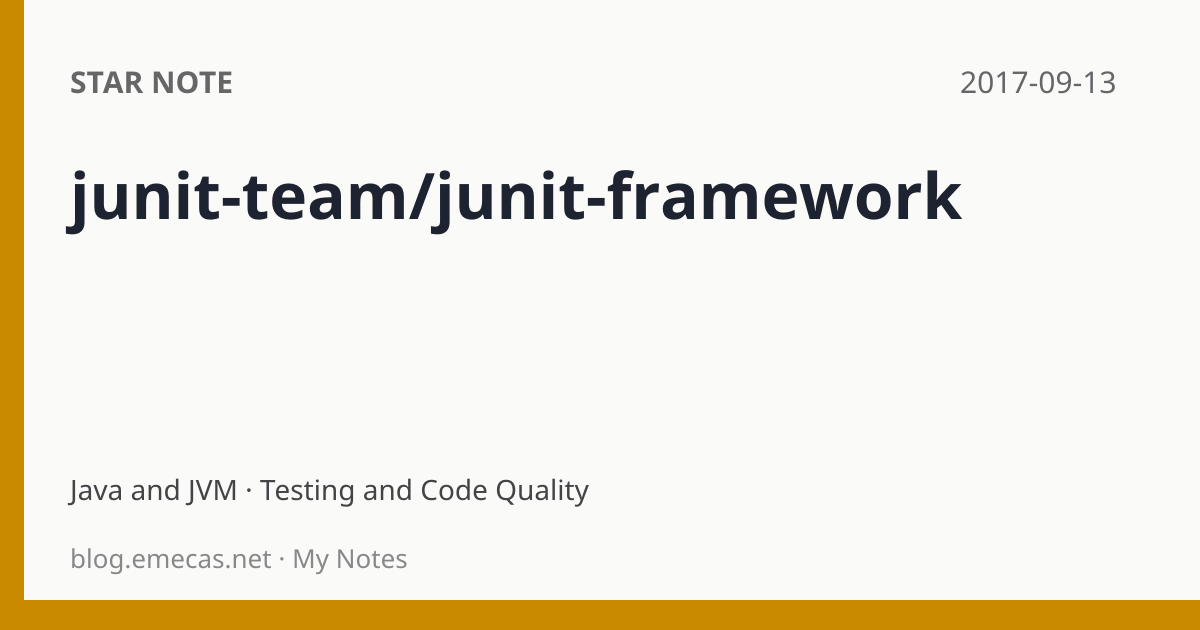 STAR NOTE
2017-09-13
junit-team/junit-framework
Java and JVM · Testing and Code Quality
blog.emecas.net · My Notes